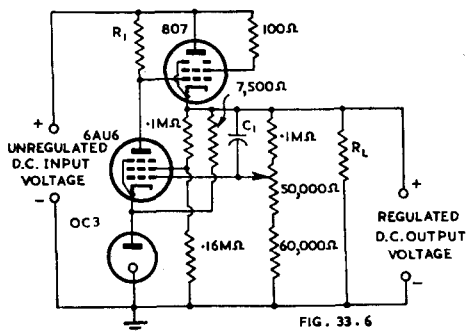 R₁
807
100Ω
7,500Ω
+
6AU6
·1MΩ
C₁
·1MΩ
UNREGULATED
D.C. INPUT
VOLTAGE
-
50,000Ω
R_L
+
OC3
REGULATED
D.C. OUTPUT
VOLTAGE
·16MΩ
60,000Ω
-
FIG. 33.6